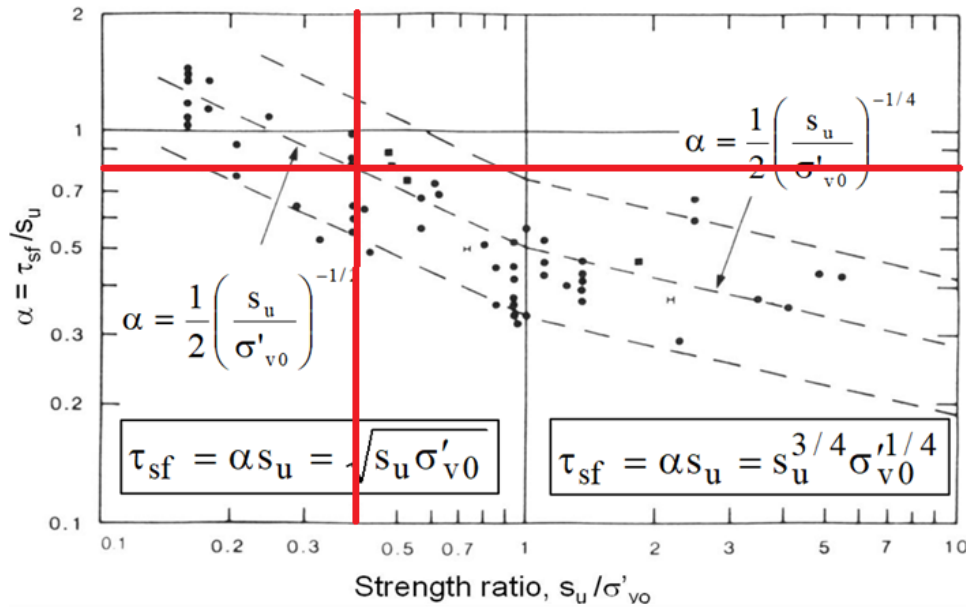 2
1
0.7
0.5
0.3
0.2
0.1
α = τsf/su
α = 1/2 (su/σ'v0)^−1/4
α = 1/2 (su/σ'v0)^−1/2
τsf = αsu = √(suσ'v0)
τsf = αsu = su^3/4 σ'v0^1/4
0.1 0.2 0.3 0.5 0.7 1 2 3 5 7 10
Strength ratio, su/σ'vo